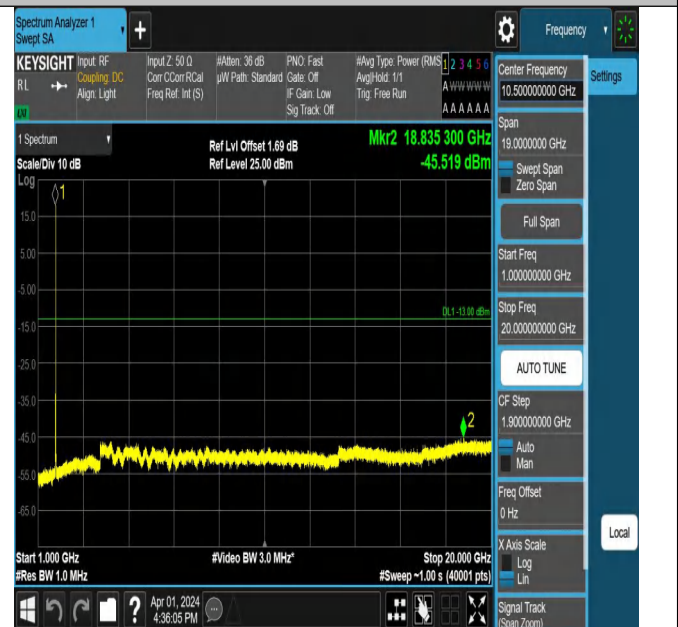 Spectrum Analyzer 1
Swept SA
+
Frequency
KEYSIGHT
RL
LXI
Input: RF
Coupling: DC
Align: Light
Input Z: 50 Ω
Corr CCorr RCal
Freq Ref: Int (S)
#Atten: 36 dB
µW Path: Standard
PNO: Fast
Gate: Off
IF Gain: Low
Sig Track: Off
#Avg Type: Power (RMS
Avg|Hold: 1/1
Trig: Free Run
1 2 3 4 5 6
A W W W W W
A A A A A A
Center Frequency
10.500000000 GHz
Settings
1 Spectrum
Scale/Div 10 dB
Log
Ref Lvl Offset 1.69 dB
Ref Level 25.00 dBm
Mkr2 18.835 300 GHz
-45.519 dBm
Span
19.0000000 GHz
Swept Span
Zero Span
Full Span
Start Freq
1.000000000 GHz
Stop Freq
20.000000000 GHz
AUTO TUNE
CF Step
1.900000000 GHz
Auto
Man
Freq Offset
0 Hz
X Axis Scale
Log
Lin
Local
Signal Track
(Span Zoom)
1
15.0
5.00
-5.00
DL1 -13.00 dBm
-15.0
-25.0
-35.0
2
-45.0
-55.0
-65.0
Start 1.000 GHz
#Res BW 1.0 MHz
#Video BW 3.0 MHz*
Stop 20.000 GHz
#Sweep ~1.00 s (40001 pts)
?
Apr 01, 2024
4:36:05 PM